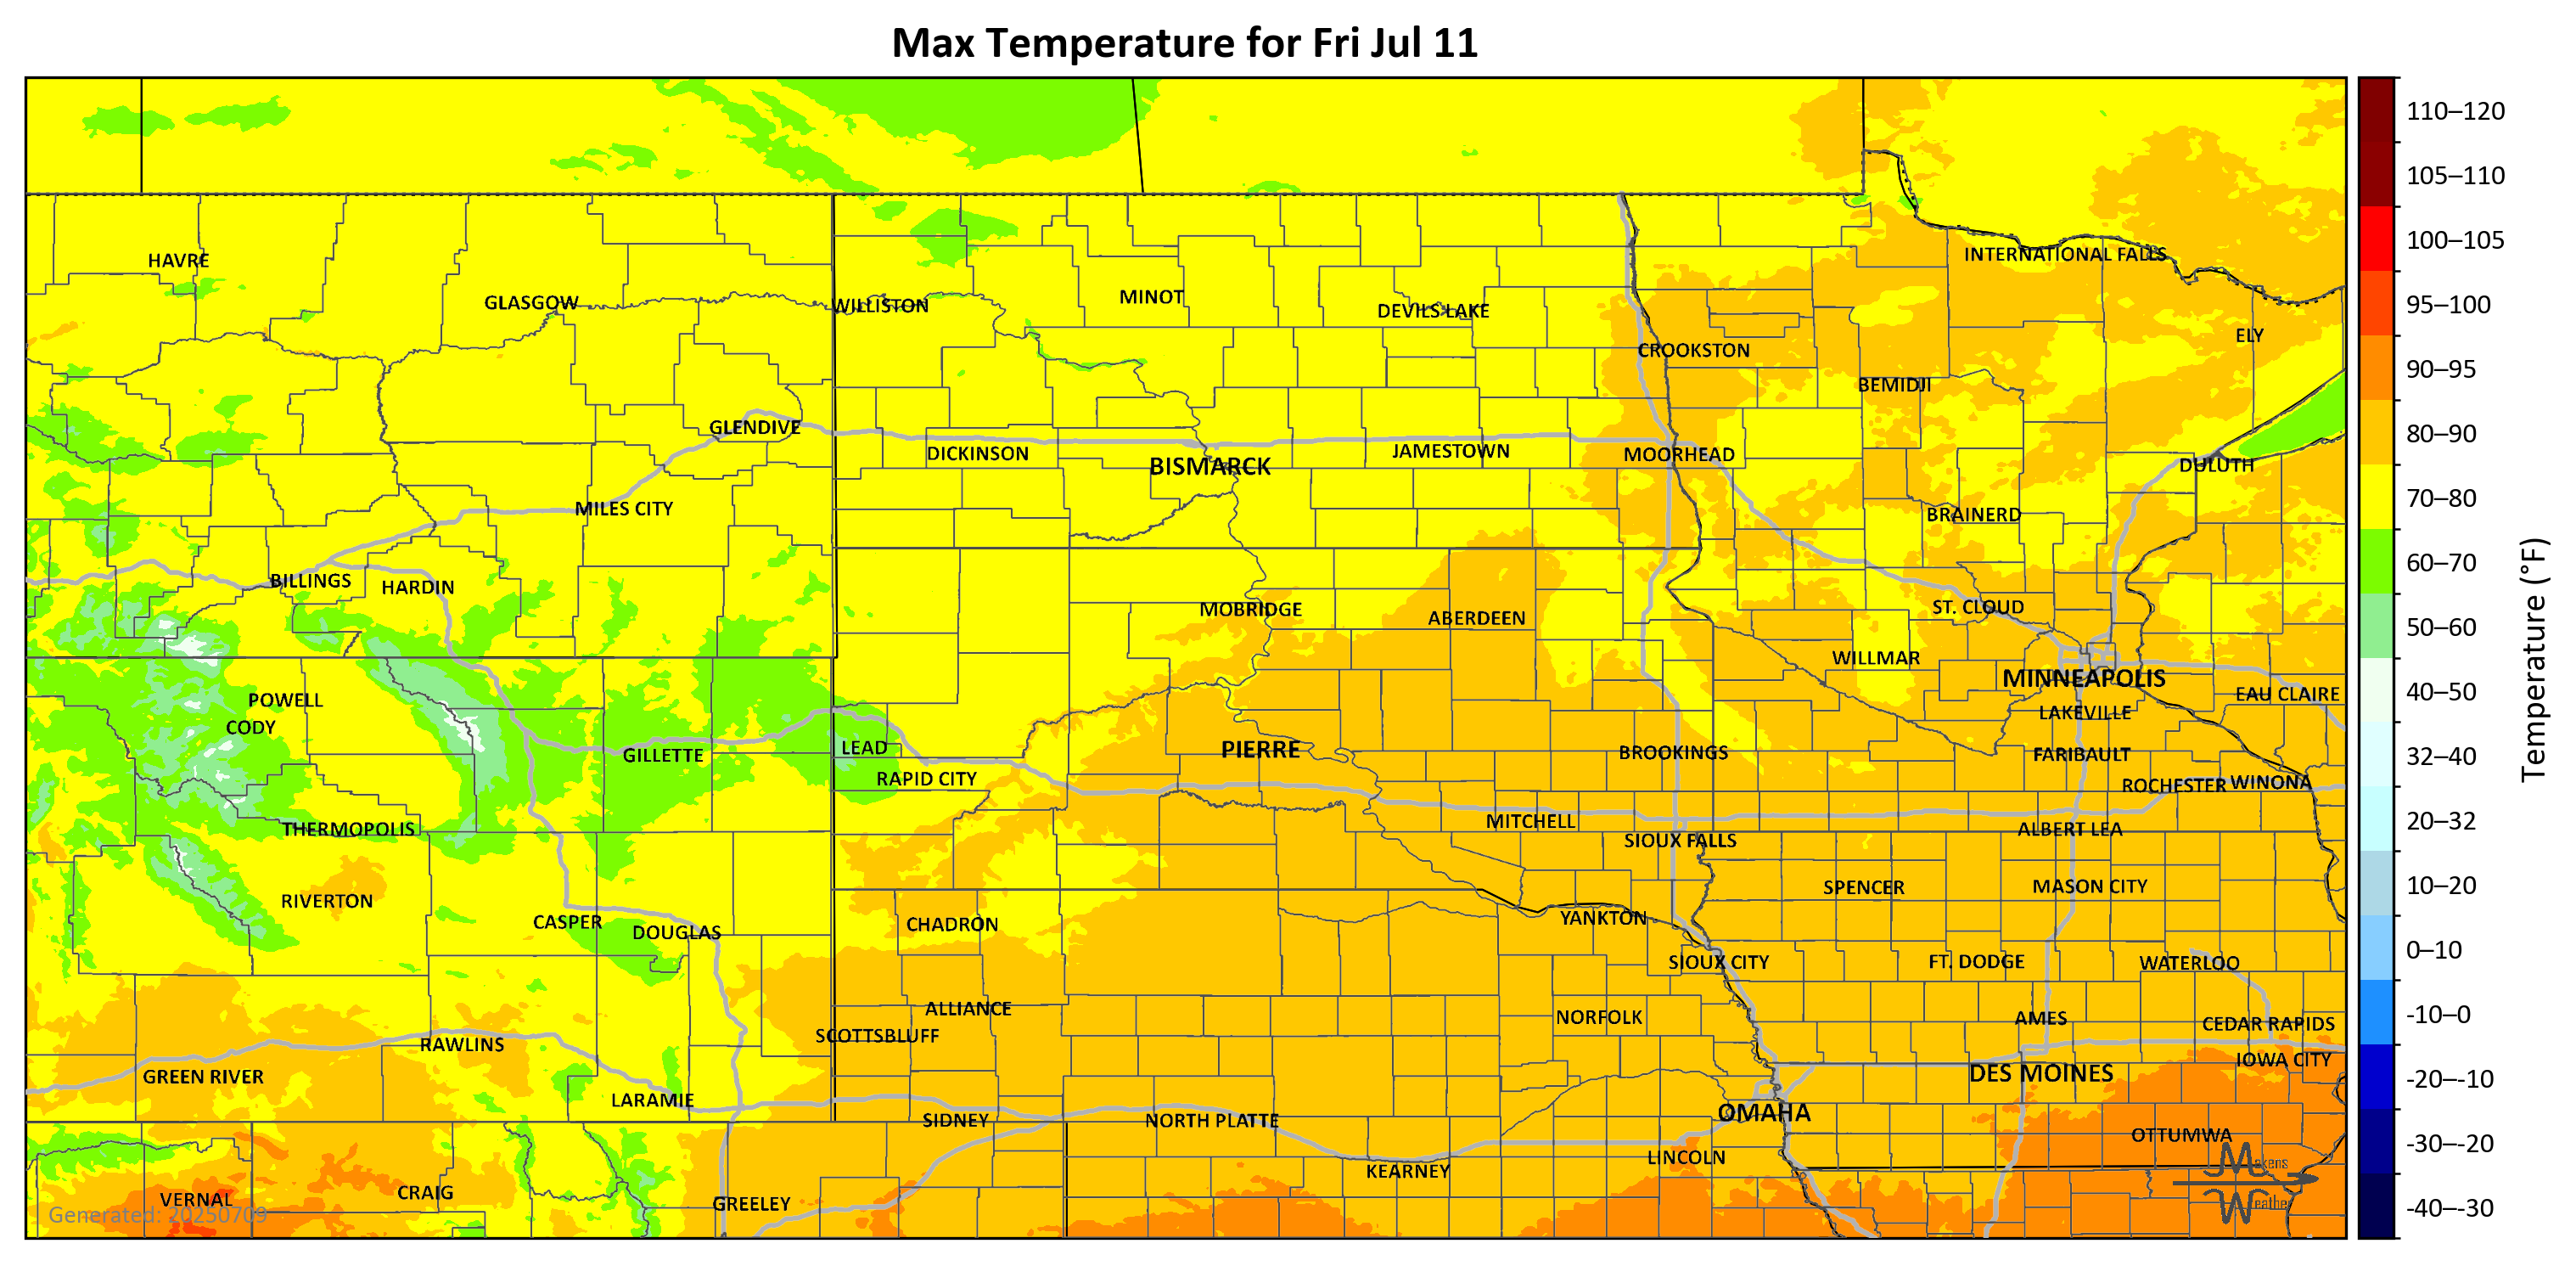 Max Temperature for Fri Jul 11
110–120
105–110
100–105
95–100
90–95
80–90
70–80
60–70
50–60
40–50
32–40
20–32
10–20
0–10
-10–0
-20–-10
-30–-20
-40–-30
Temperature (°F)
HAVRE
GLASGOW
WILLISTON
MINOT
DEVILS LAKE
INTERNATIONAL FALLS
CROOKSTON
ELY
BEMIDJI
GLENDIVE
DICKINSON
BISMARCK
JAMESTOWN
MOORHEAD
DULUTH
MILES CITY
BRAINERD
BILLINGS
HARDIN
MOBRIDGE
ABERDEEN
ST. CLOUD
WILLMAR
MINNEAPOLIS
EAU CLAIRE
POWELL
CODY
LAKEVILLE
GILLETTE
LEAD
PIERRE
BROOKINGS
FARIBAULT
RAPID CITY
ROCHESTER
WINONA
THERMOPOLIS
MITCHELL
SIOUX FALLS
ALBERT LEA
RIVERTON
SPENCER
MASON CITY
CASPER
DOUGLAS
CHADRON
YANKTON
SIOUX CITY
FT. DODGE
WATERLOO
ALLIANCE
NORFOLK
AMES
CEDAR RAPIDS
SCOTTSBLUFF
RAWLINS
IOWA CITY
GREEN RIVER
LARAMIE
DES MOINES
SIDNEY
NORTH PLATTE
OMAHA
OTTUMWA
LINCOLN
KEARNEY
VERNAL
CRAIG
GREELEY
Generated: 20250709
Makens
Weather